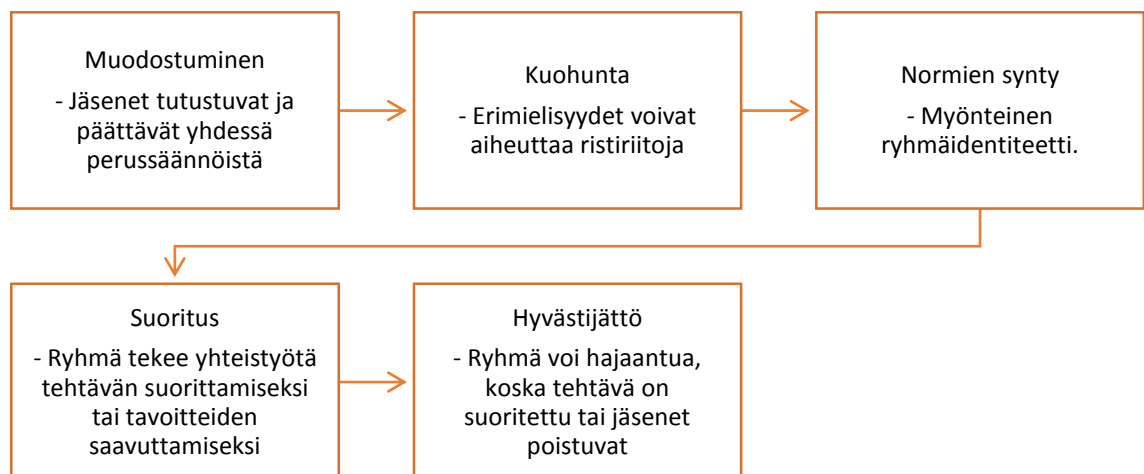 Muodostuminen
- Jäsenet tutustuvat ja
päättävät yhdessä
perussäännöistä
Kuohunta
- Erimielisyydet voivat
aiheuttaa ristiriitoja
Normien synty
- Myönteinen
ryhmäidentiteetti.
Suoritus
- Ryhmä tekee yhteistyötä
tehtävän suorittamiseksi
tai tavoitteiden
saavuttamiseksi
Hyvästijättö
- Ryhmä voi hajaantua,
koska tehtävä on
suoritettu tai jäsenet
poistuvat